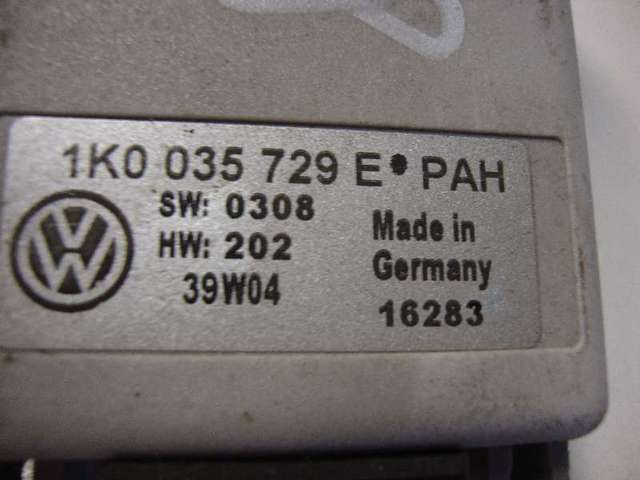 1K0 035 729 E• PAH
SW: 0308
HW: 202
39W04
Made in
Germany
16283